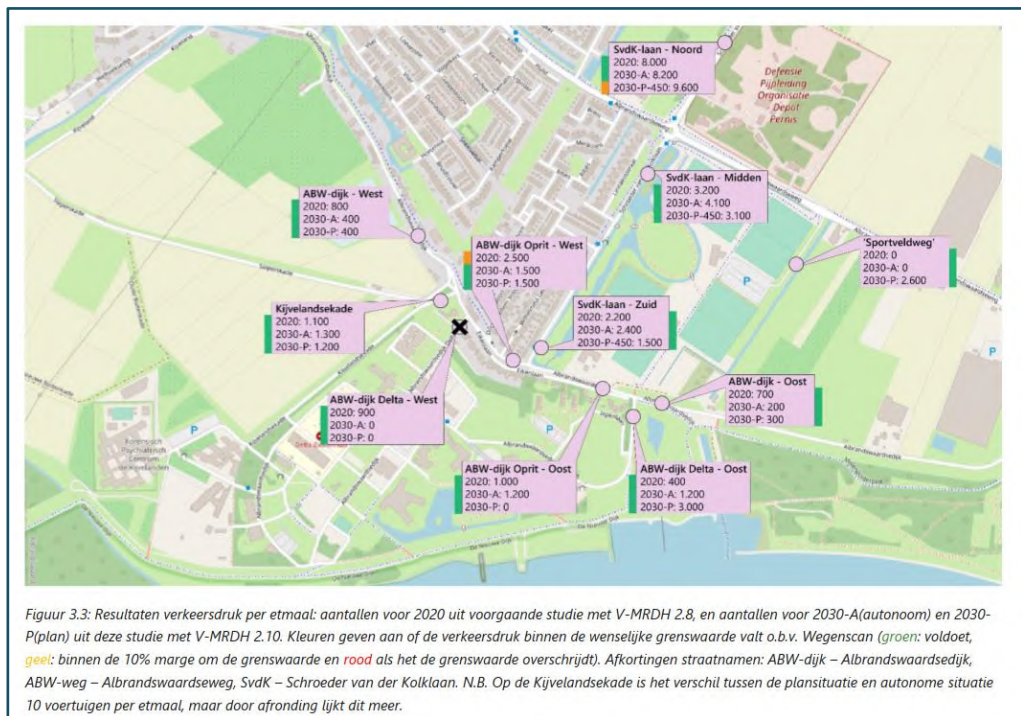 SvdK-laan - Noord
2020: 8.000
2030-A: 8.200
2030-P-450: 9.600
Defensie
Pijpleiding
Organisatie
Depot
Pernis
SvdK-laan - Midden
2020: 3.200
2030-A: 4.100
2030-P-450: 3.100
ABW-dijk - West
2020: 800
2030-A: 400
2030-P: 400
ABW-dijk Oprit - West
2020: 2.500
2030-A: 1.500
2030-P: 1.500
'Sportveldweg'
2020: 0
2030-A: 0
2030-P: 2.600
P
Kijvelandsekade
2020: 1.100
2030-A: 1.300
2030-P: 1.200
SvdK-laan - Zuid
2020: 2.200
2030-A: 2.400
2030-P-450: 1.500
P
ABW-dijk - Oost
2020: 700
2030-A: 200
2030-P: 300
ABW-dijk Delta - West
2020: 900
2030-A: 0
2030-P: 0
P
Albrandswaardsedijk
ABW-dijk Oprit - Oost
2020: 1.000
2030-A: 1.200
2030-P: 0
ABW-dijk Delta - Oost
2020: 400
2030-A: 1.200
2030-P: 3.000
De Nieuwe Dijk
Figuur 3.3: Resultaten verkeersdruk per etmaal: aantallen voor 2020 uit voorgaande studie met V-MRDH 2.8, en aantallen voor 2030-A(autonoom) en 2030-
P(plan) uit deze studie met V-MRDH 2.10. Kleuren geven aan of de verkeersdruk binnen de wenselijke grenswaarde valt o.b.v. Wegenscan (groen: voldoet,
geel: binnen de 10% marge om de grenswaarde en rood als het de grenswaarde overschrijdt). Afkortingen straatnamen: ABW-dijk – Albrandswaardsedijk,
ABW-weg – Albrandswaardseweg, SvdK – Schroeder van der Kolklaan. N.B. Op de Kijvelandsekade is het verschil tussen de plansituatie en autonome situatie
10 voertuigen per etmaal, maar door afronding lijkt dit meer.